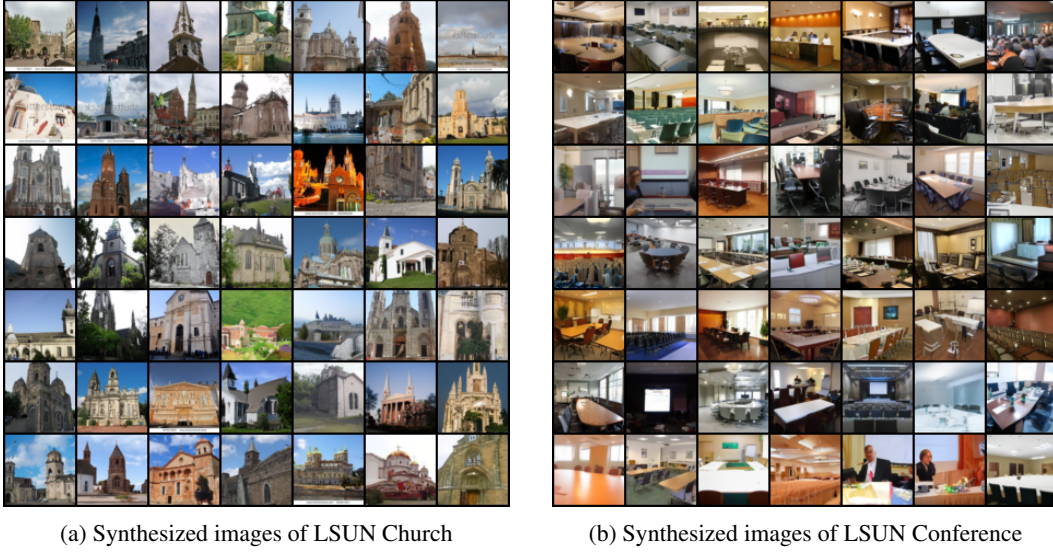 (a) Synthesized images of LSUN Church
(b) Synthesized images of LSUN Conference